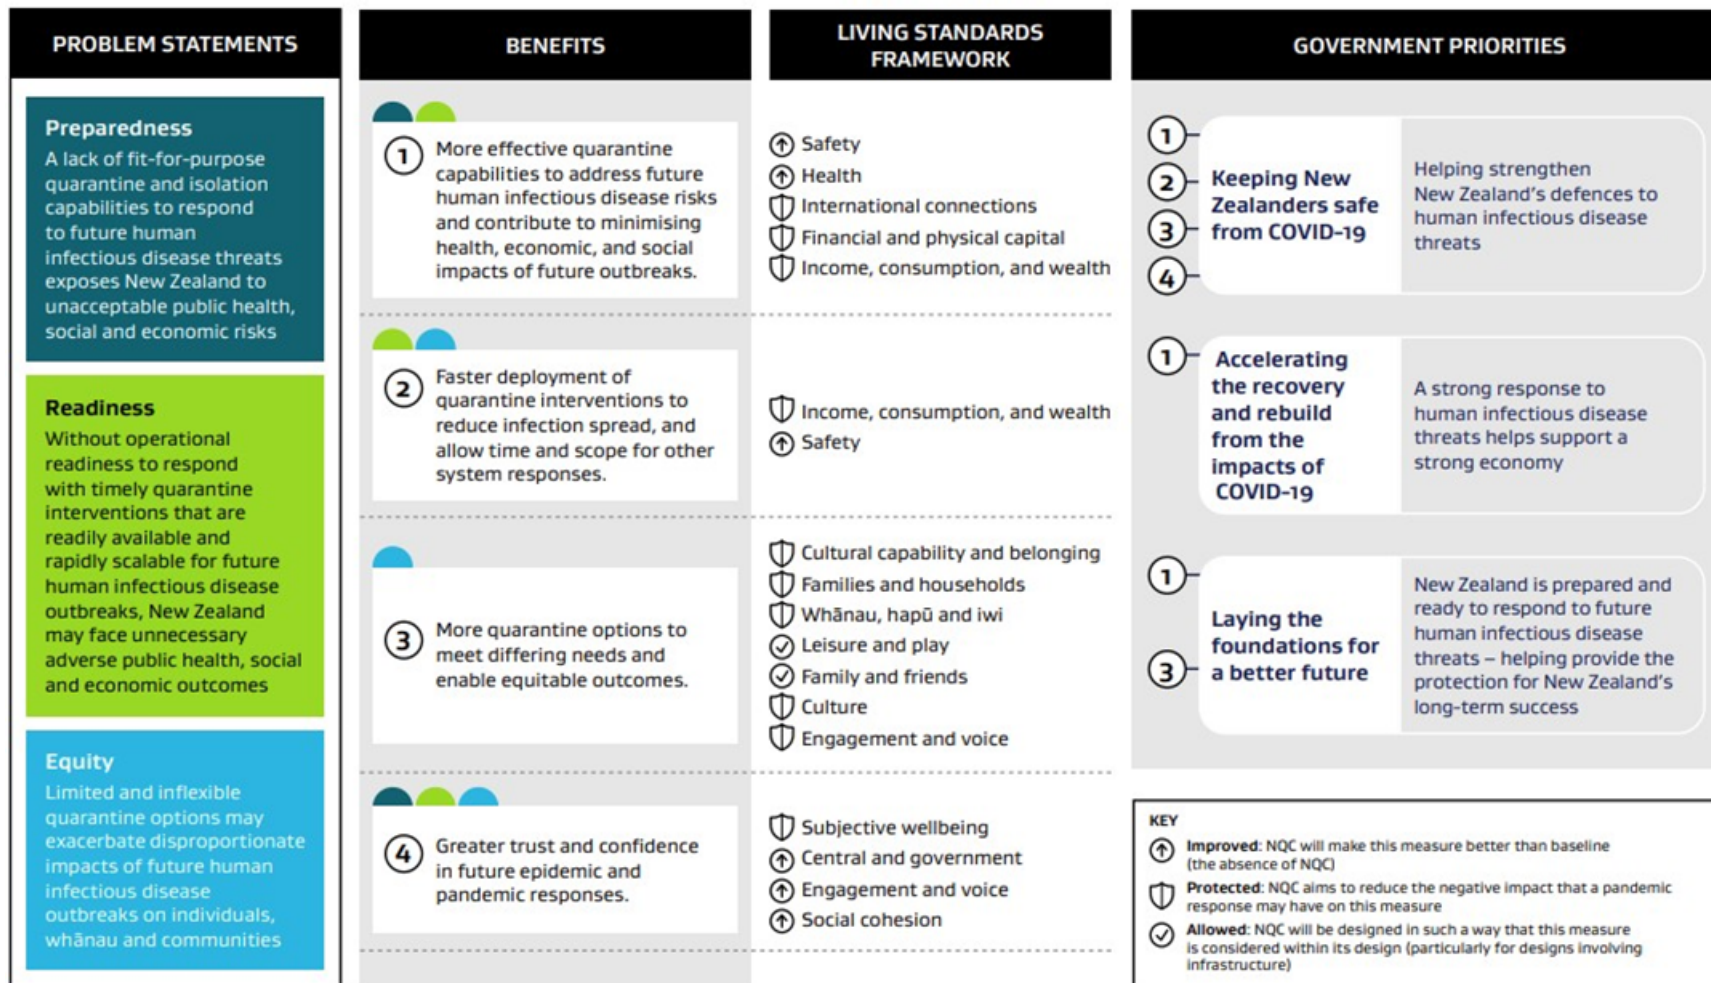 PROBLEM STATEMENTS
Preparedness
A lack of fit-for-purpose
quarantine and isolation
capabilities to respond
to future human
infectious disease threats
exposes New Zealand to
unacceptable public health,
social and economic risks
Readiness
Without operational
readiness to respond
with timely quarantine
interventions that are
readily available and
rapidly scalable for future
human infectious disease
outbreaks, New Zealand
may face unnecessary
adverse public health, social
and economic outcomes
Equity
Limited and inflexible
quarantine options may
exacerbate disproportionate
impacts of future human
infectious disease
outbreaks on individuals,
whānau and communities
BENEFITS
1
More effective quarantine
capabilities to address future
human infectious disease risks
and contribute to minimising
health, economic, and social
impacts of future outbreaks.
2
Faster deployment of
quarantine interventions to
reduce infection spread, and
allow time and scope for other
system responses.
3
More quarantine options to
meet differing needs and
enable equitable outcomes.
4
Greater trust and confidence
in future epidemic and
pandemic responses.
LIVING STANDARDS
FRAMEWORK
Safety
Health
International connections
Financial and physical capital
Income, consumption, and wealth
Income, consumption, and wealth
Safety
Cultural capability and belonging
Families and households
Whānau, hapū and iwi
Leisure and play
Family and friends
Culture
Engagement and voice
Subjective wellbeing
Central and government
Engagement and voice
Social cohesion
GOVERNMENT PRIORITIES
1
2
3
4
Keeping New
Zealanders safe
from COVID-19
Helping strengthen
New Zealand's defences to
human infectious disease
threats
1
Accelerating
the recovery
and rebuild
from the
impacts of
COVID-19
A strong response to
human infectious disease
threats helps support a
strong economy
1
3
Laying the
foundations for
a better future
New Zealand is prepared and
ready to respond to future
human infectious disease
threats – helping provide the
protection for New Zealand's
long-term success
KEY
Improved: NQC will make this measure better than baseline
(the absence of NQC)
Protected: NQC aims to reduce the negative impact that a pandemic
response may have on this measure
Allowed: NQC will be designed in such a way that this measure
is considered within its design (particularly for designs involving
infrastructure)